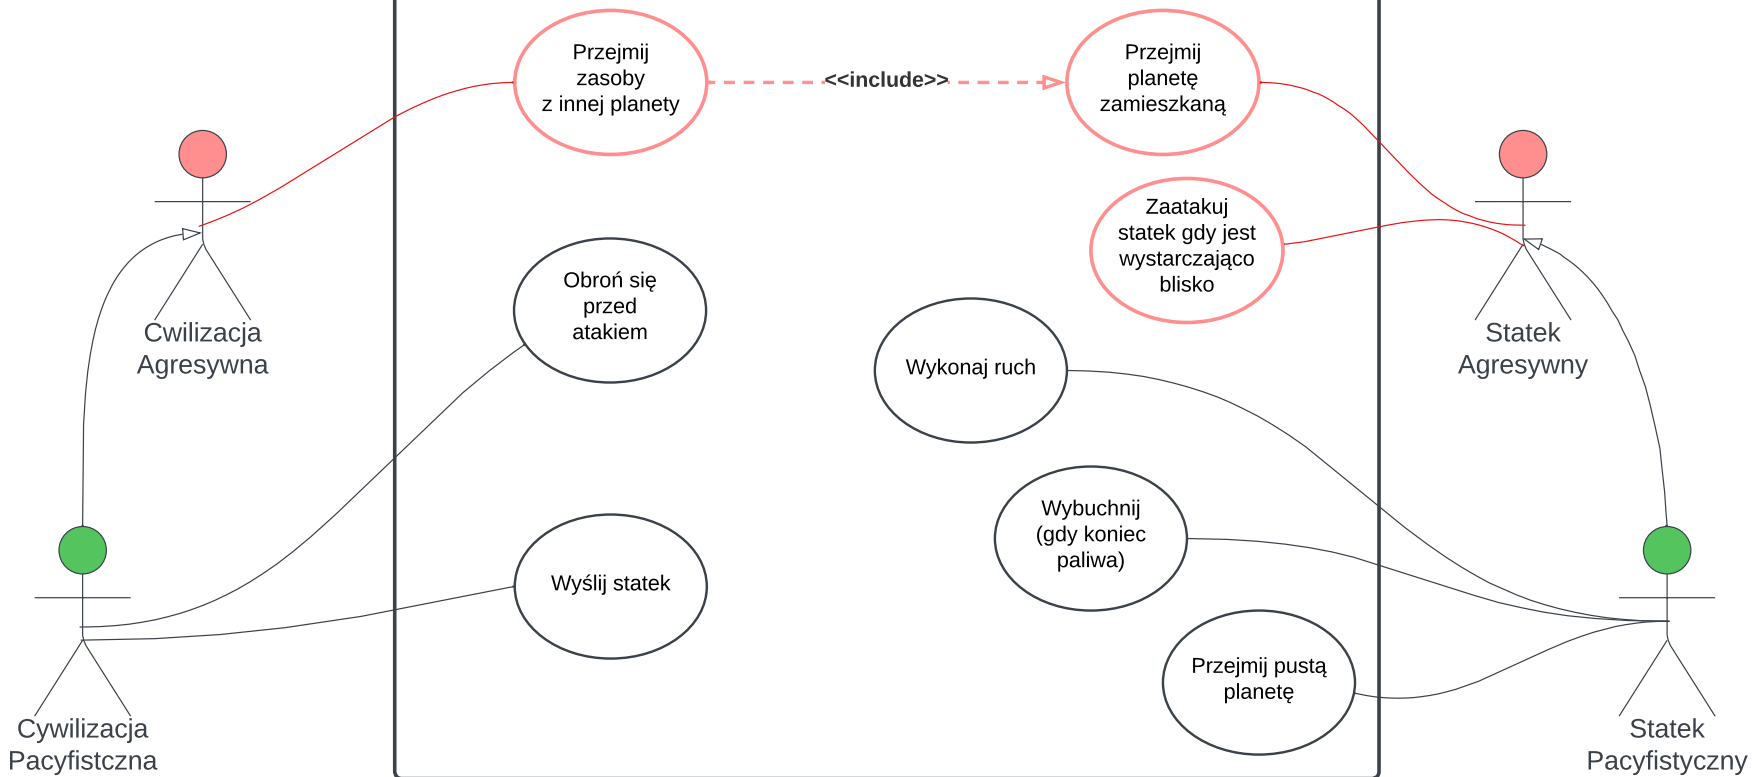 Przejmij
zasoby
z innej planety
<<include>>
Przejmij
planetę
zamieszkaną
Zaatakuj
statek gdy jest
wystarczająco
blisko
Obroń się
przed
atakiem
Cwilizacja
Agresywna
Statek
Agresywny
Wykonaj ruch
Wybuchnij
(gdy koniec
paliwa)
Wyślij statek
Przejmij pustą
planetę
Cywilizacja
Pacyfistczna
Statek
Pacyfistyczny